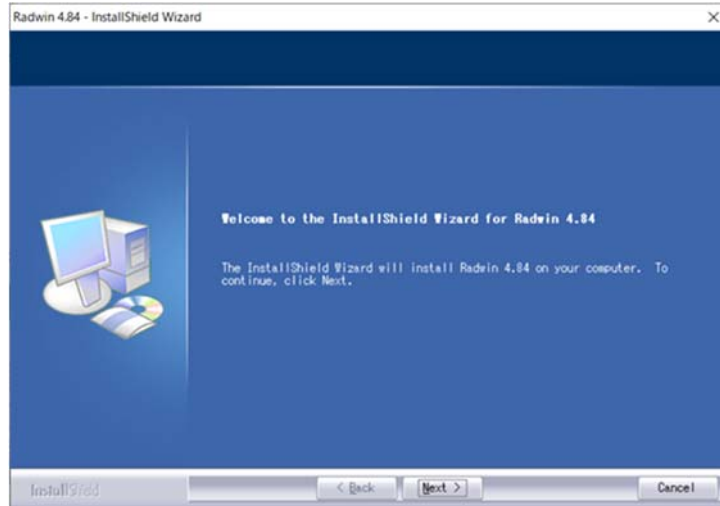 Radwin 4.84 - InstallShield Wizard
Welcome to the InstallShield Wizard for Radwin 4.84
The InstallShield Wizard will install Radwin 4.84 on your computer. To
continue, click Next.
InstallShield
< Back
Next >
Cancel